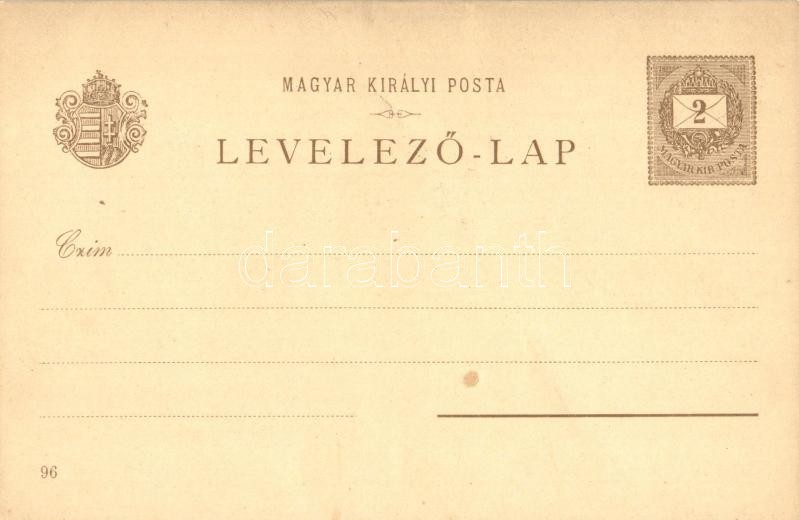 MAGYAR KIRÁLYI POSTA
LEVELEZŐ-LAP
2
MAGYAR KIR. POSTA
Czim
darabanth
96